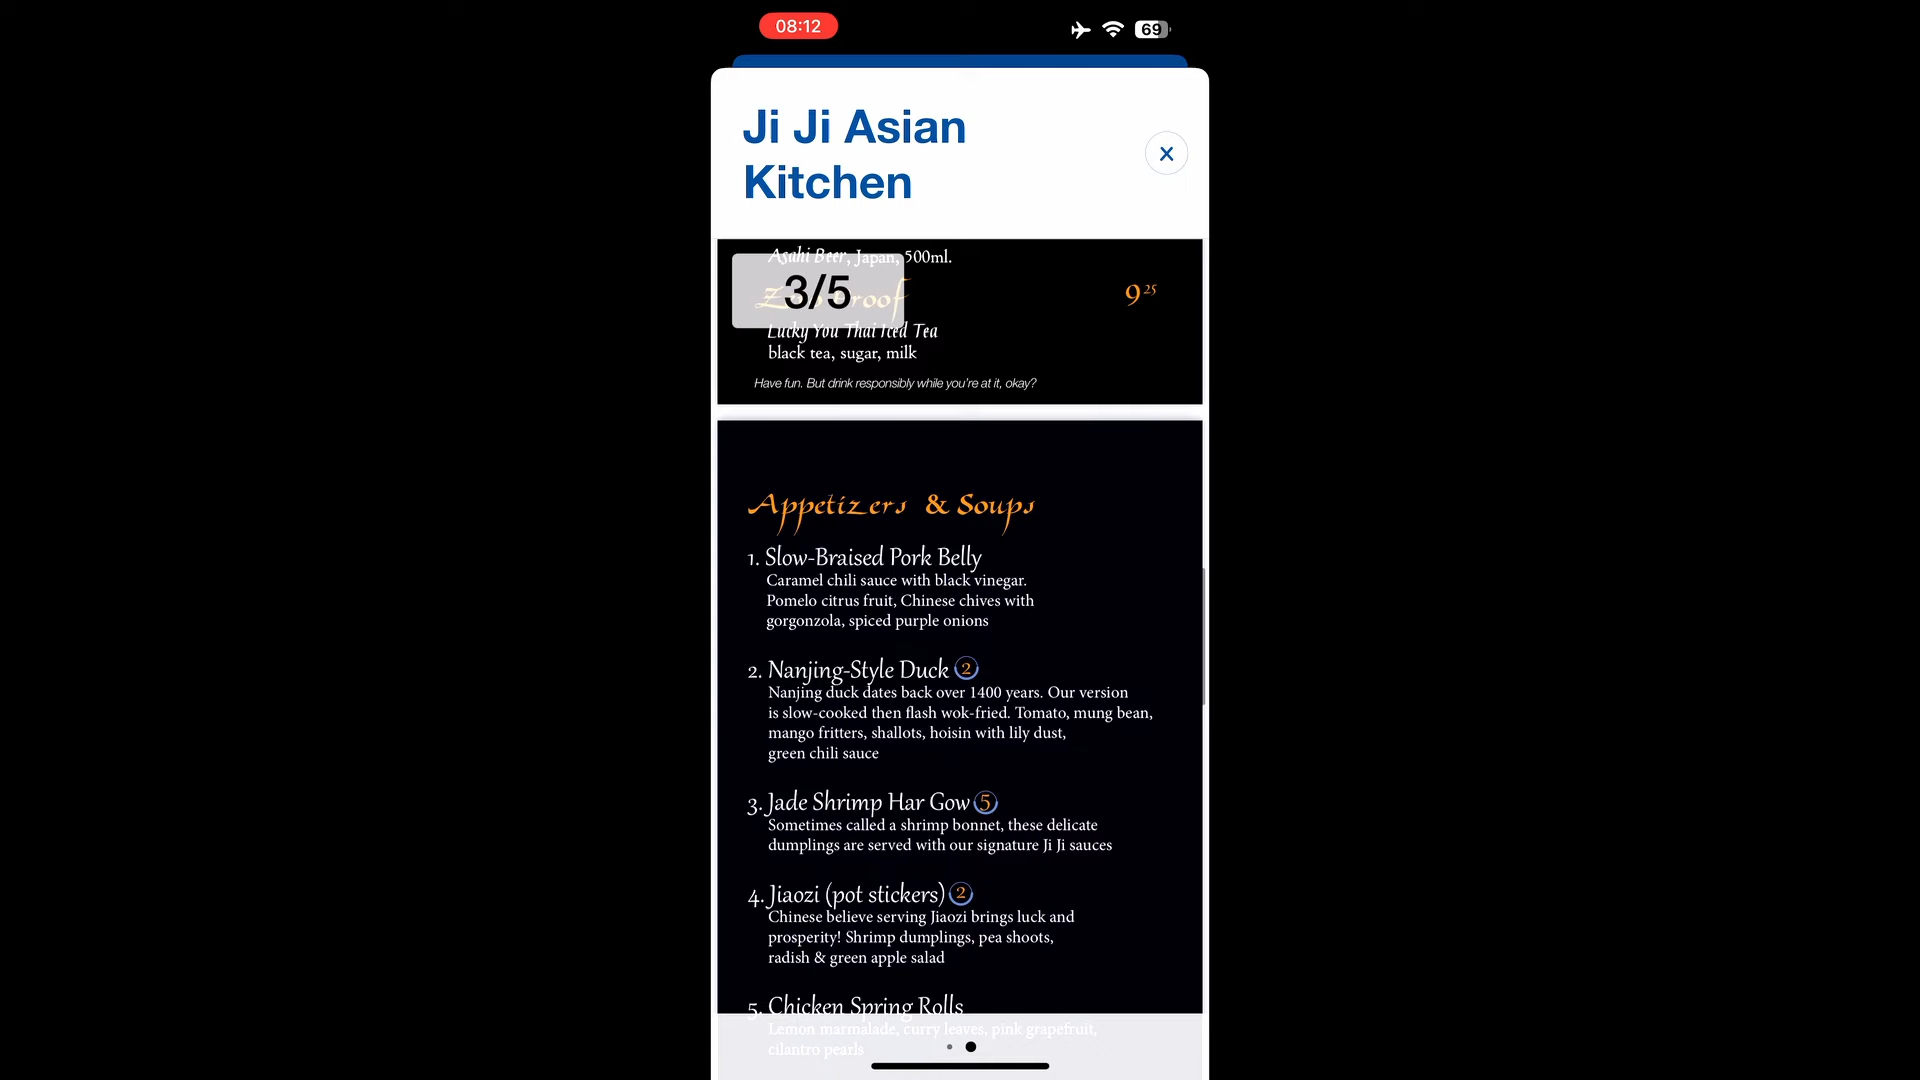 08:12
69
Ji Ji Asian
Kitchen
Asahi Beer, Japan, 500ml.
3/5
Zero Proof 9 25
Lucky You Thai Iced Tea
black tea, sugar, milk
Have fun. But drink responsibly while you're at it, okay?
Appetizers & Soups
1. Slow-Braised Pork Belly
Caramel chili sauce with black vinegar.
Pomelo citrus fruit, Chinese chives with
gorgonzola, spiced purple onions
2. Nanjing-Style Duck 2
Nanjing duck dates back over 1400 years. Our version
is slow-cooked then flash wok-fried. Tomato, mung bean,
mango fritters, shallots, hoisin with lily dust,
green chili sauce
3. Jade Shrimp Har Gow 5
Sometimes called a shrimp bonnet, these delicate
dumplings are served with our signature Ji Ji sauces
4. Jiaozi (pot stickers) 2
Chinese believe serving Jiaozi brings luck and
prosperity! Shrimp dumplings, pea shoots,
radish & green apple salad
5. Chicken Spring Rolls
Lemon marmalade, curry leaves, pink grapefruit,
cilantro pearls